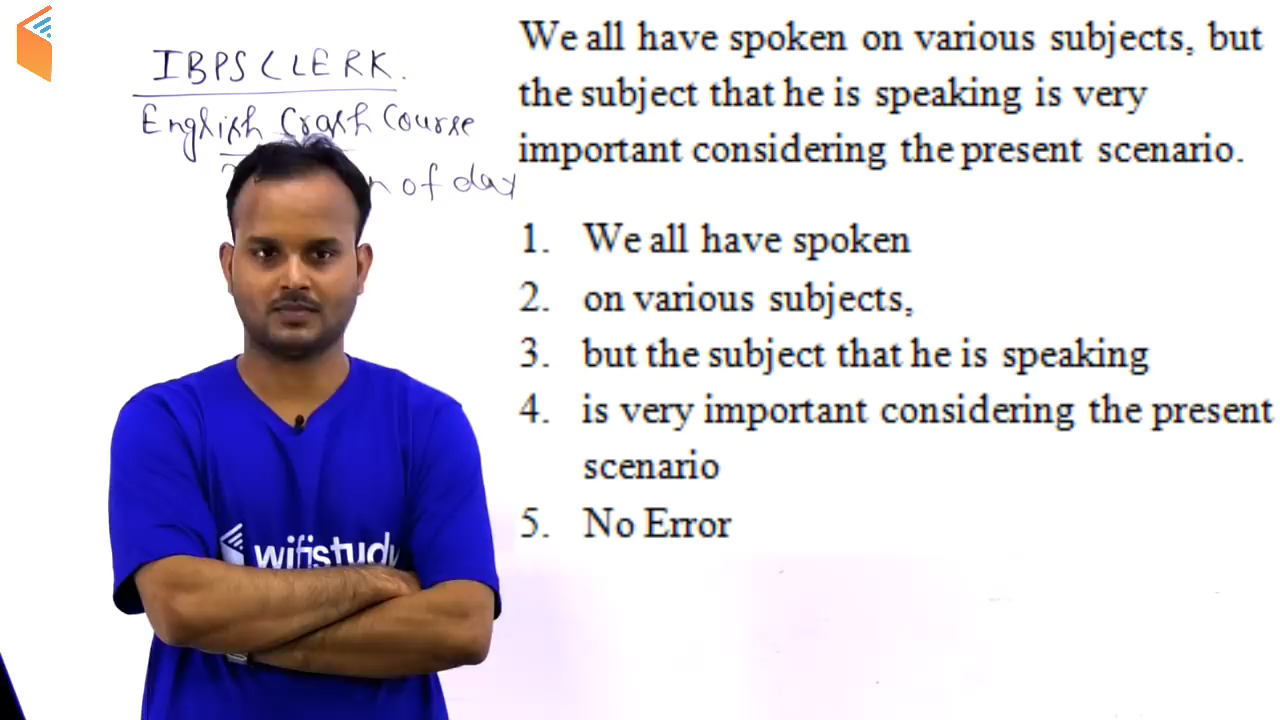 IBPS CLERK.
English Crash Course
of day
We all have spoken on various subjects, but
the subject that he is speaking is very
important considering the present scenario.
1. We all have spoken
2. on various subjects,
3. but the subject that he is speaking
4. is very important considering the present
scenario
5. No Error
wifistudy